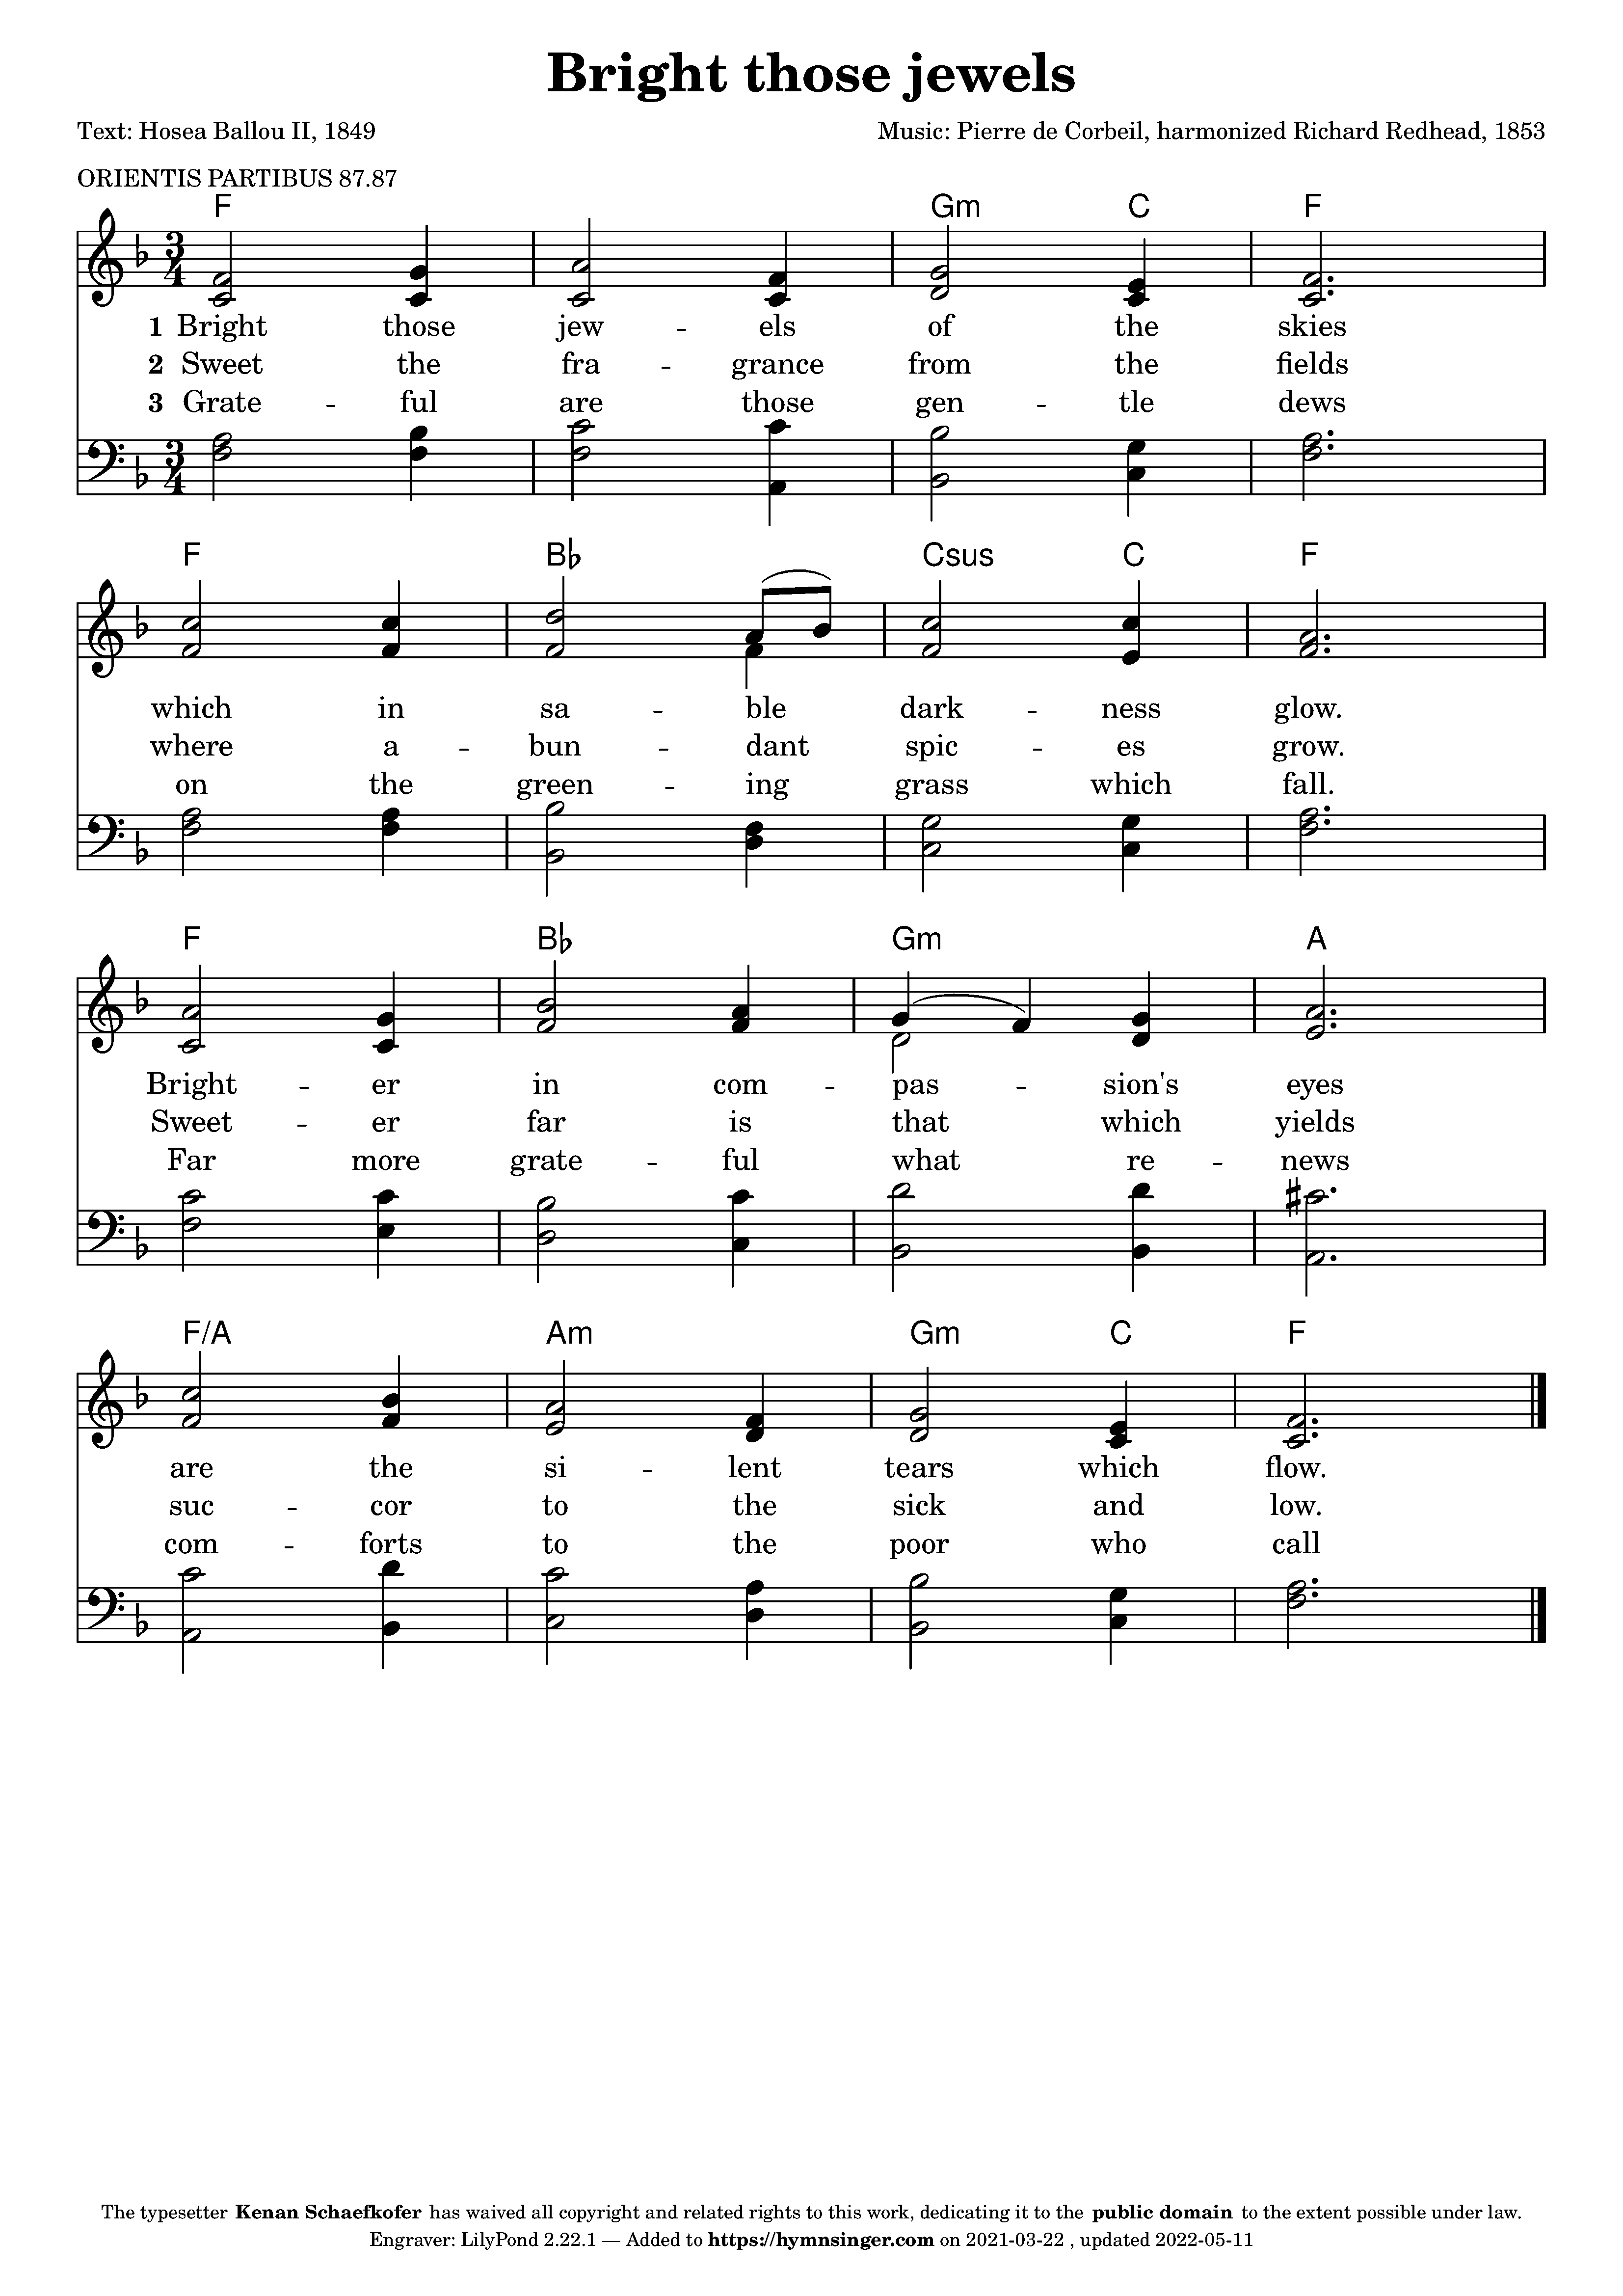 Bright those jewels
Text: Hosea Ballou II, 1849
Music: Pierre de Corbeil, harmonized Richard Redhead, 1853
ORIENTIS PARTIBUS 87.87
F Gm C F
3 4
1 Bright those jew -- els of the skies
2 Sweet the fra -- grance from the fields
3 Grate -- ful are those gen -- tle dews
3 4
F B♭ Csus C F
which in sa -- ble dark -- ness glow.
where a -- bun -- dant spic -- es grow.
on the green -- ing grass which fall.
F B♭ Gm A
Bright -- er in com -- pas -- sion's eyes
Sweet -- er far is that which yields
Far more grate -- ful what re -- news
F/A Am Gm C F
are the si -- lent tears which flow.
suc -- cor to the sick and low.
com -- forts to the poor who call
The typesetter Kenan Schaefkofer has waived all copyright and related rights to this work, dedicating it to the public domain to the extent possible under law.
Engraver: LilyPond 2.22.1 — Added to https://hymnsinger.com on 2021-03-22 , updated 2022-05-11